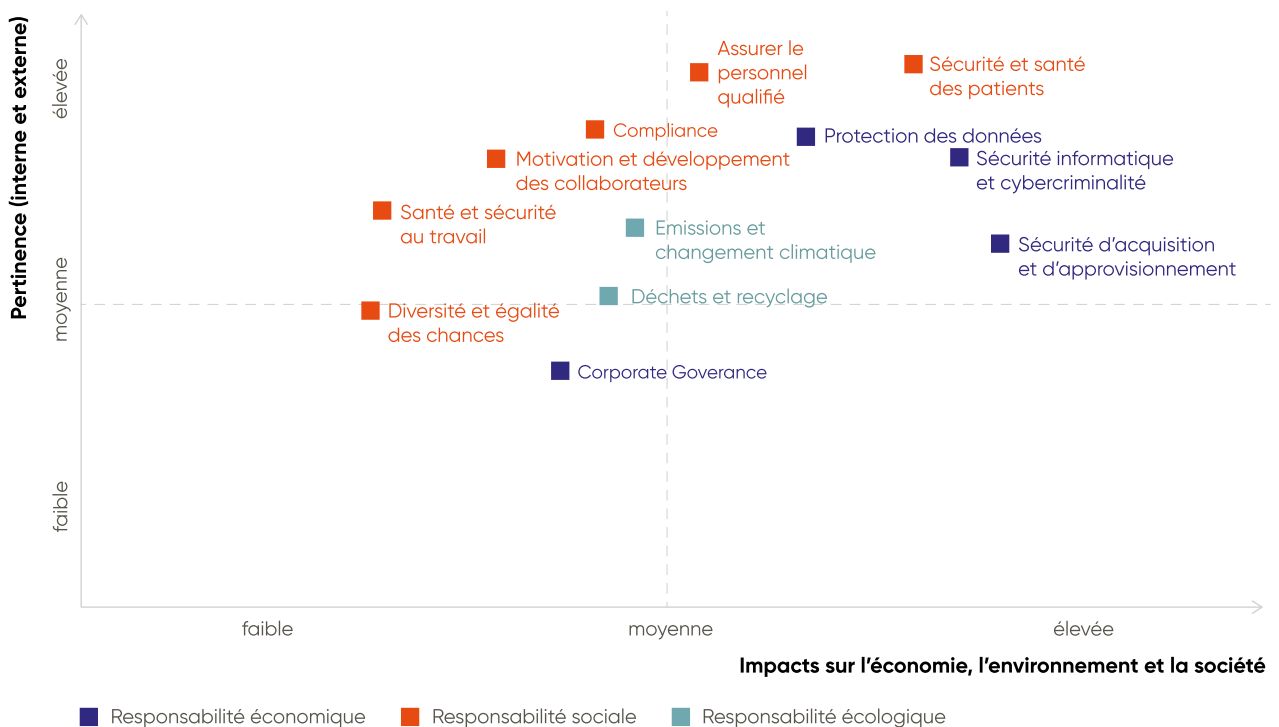 Pertinence (interne et externe)
élevée
moyenne
faible
Assurer le
personnel
qualifié
Sécurité et santé
des patients
Compliance
Protection des données
Motivation et développement
des collaborateurs
Sécurité informatique
et cybercriminalité
Santé et sécurité
au travail
Emissions et
changement climatique
Sécurité d’acquisition
et d’approvisionnement
Déchets et recyclage
Diversité et égalité
des chances
Corporate Goverance
faible
moyenne
élevée
Impacts sur l’économie, l’environnement et la société
Responsabilité économique
Responsabilité sociale
Responsabilité écologique